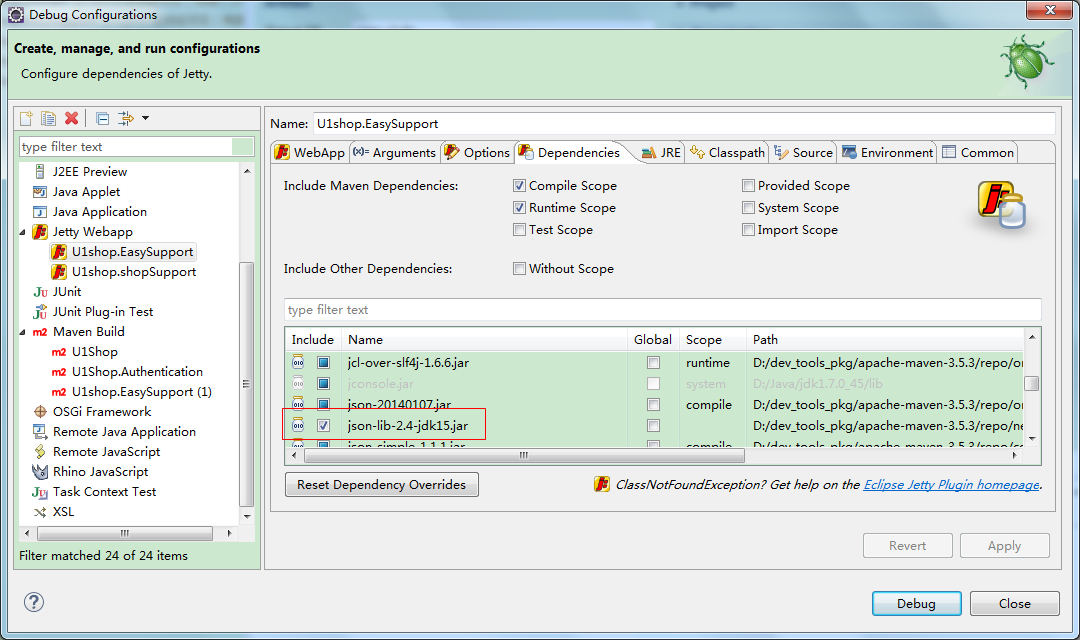 Debug Configurations
Create, manage, and run configurations
Configure dependencies of Jetty.
type filter text
J2EE Preview
Java Applet
Java Application
Jetty Webapp
U1shop.EasySupport
U1shop.shopSupport
JUnit
JUnit Plug-in Test
Maven Build
U1Shop
U1Shop.Authentication
U1shop.EasySupport (1)
OSGi Framework
Remote Java Application
Remote JavaScript
Rhino JavaScript
Task Context Test
XSL
Filter matched 24 of 24 items
Name: U1shop.EasySupport
WebApp (x)= Arguments Options Dependencies JRE Classpath Source Environment Common
Include Maven Dependencies: Compile Scope Provided Scope
Runtime Scope System Scope
Test Scope Import Scope
Include Other Dependencies: Without Scope
type filter text
Include Name Global Scope Path
jcl-over-slf4j-1.6.6.jar runtime D:/dev_tools_pkg/apache-maven-3.5.3/repo/or
jconsole.jar system D:/Java/jdk1.7.0_45/lib
json-20140107.jar compile D:/dev_tools_pkg/apache-maven-3.5.3/repo/or
json-lib-2.4-jdk15.jar D:/dev_tools_pkg/apache-maven-3.5.3/repo/ne
json-simple-1.1.1.jar compile D:/dev_tools_pkg/apache-maven-3.5.3/repo/
Reset Dependency Overrides ClassNotFoundException? Get help on the Eclipse Jetty Plugin homepage.
Revert Apply
Debug Close